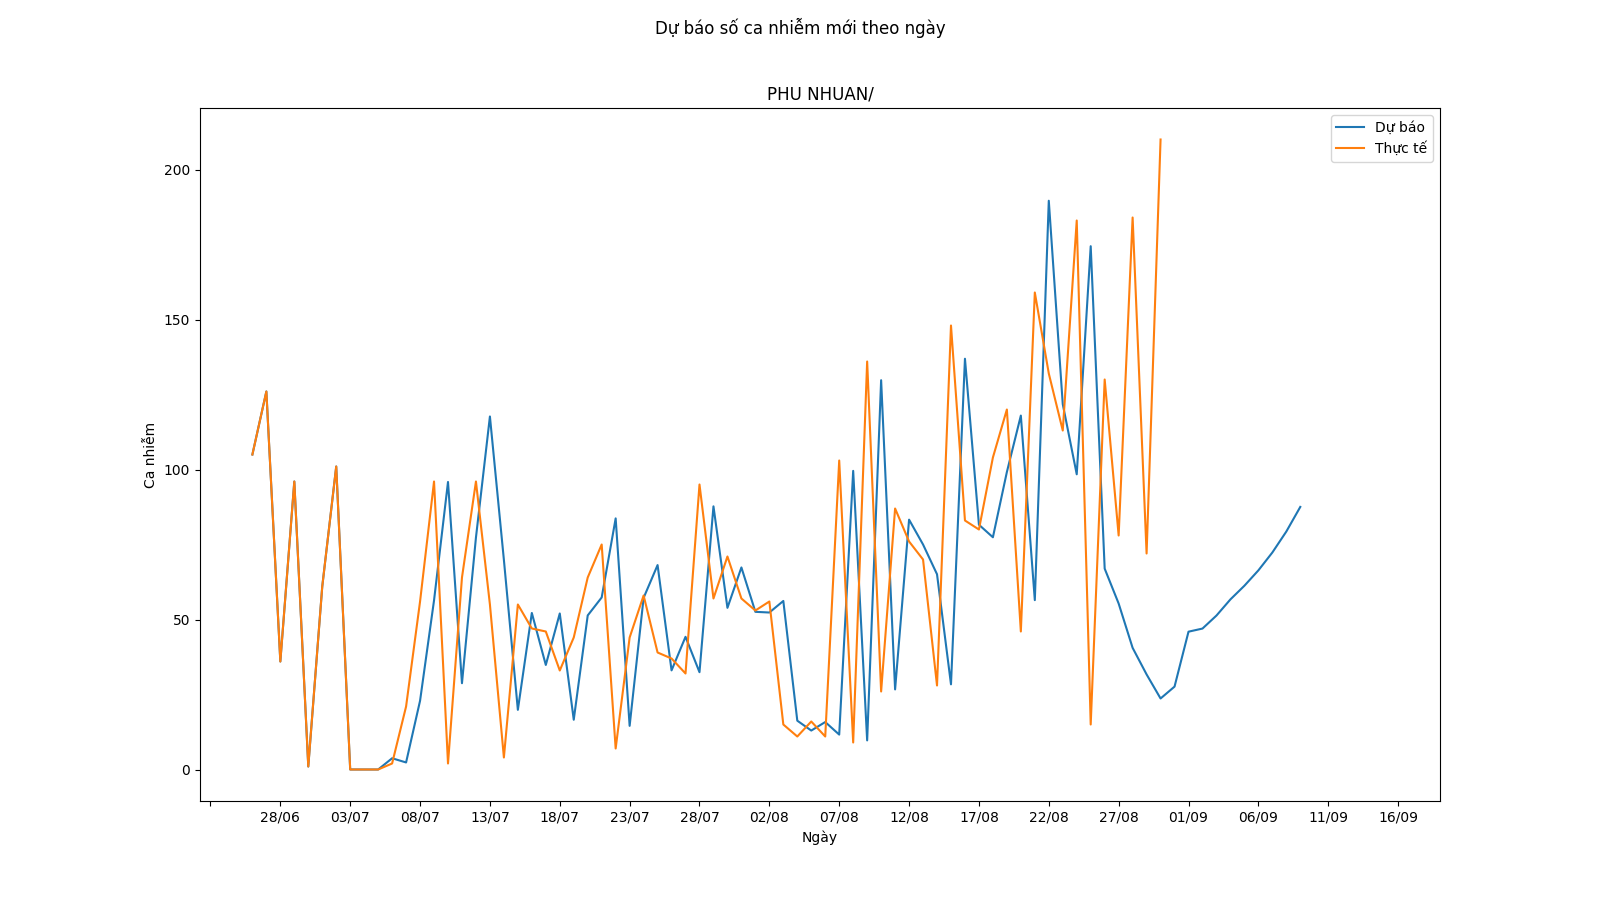 Dự báo số ca nhiễm mới theo ngày
PHU NHUAN/
Dự báo
Thực tế
200
150
100
50
0
Ca nhiễm
28/06 03/07 08/07 13/07 18/07 23/07 28/07 02/08 07/08 12/08 17/08 22/08 27/08 01/09 06/09 11/09 16/09
Ngày